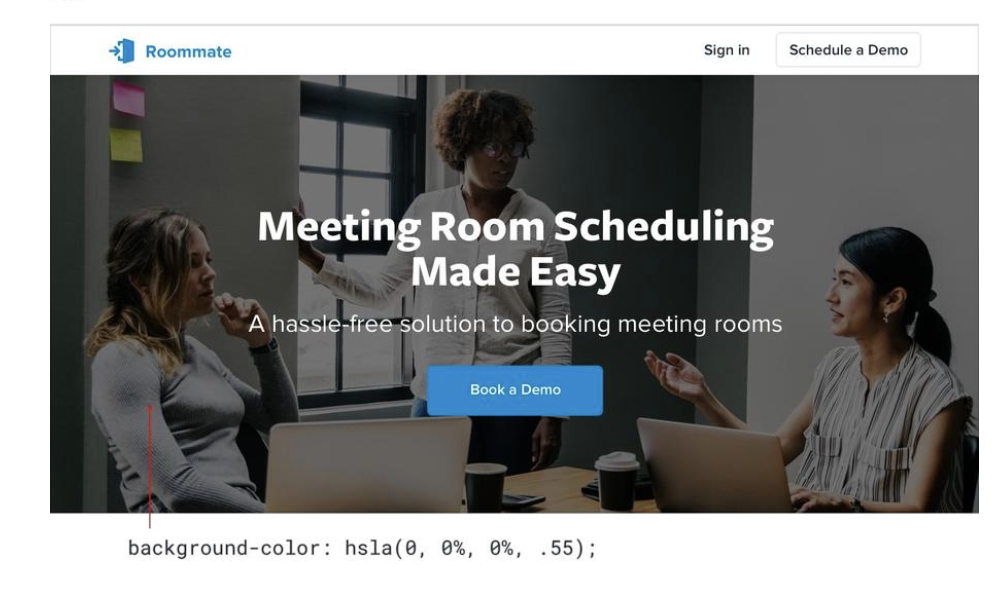 Roommate
Sign in
Schedule a Demo
Meeting Room Scheduling
Made Easy
A hassle-free solution to booking meeting rooms
Book a Demo
background-color: hsla(0, 0%, 0%, .55);